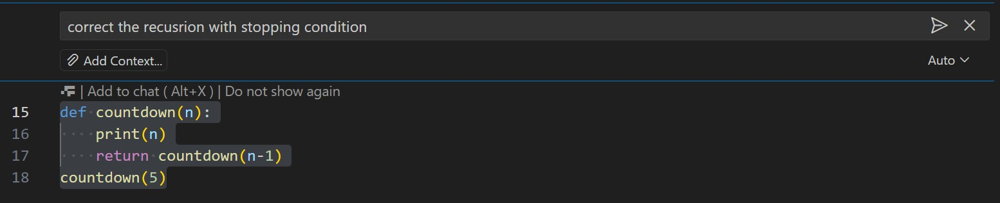 correct the recusrion with stopping condition
Add Context...
Auto
| Add to chat ( Alt+X ) | Do not show again
15 def countdown(n):
16     print(n)
17     return countdown(n-1)
18 countdown(5)